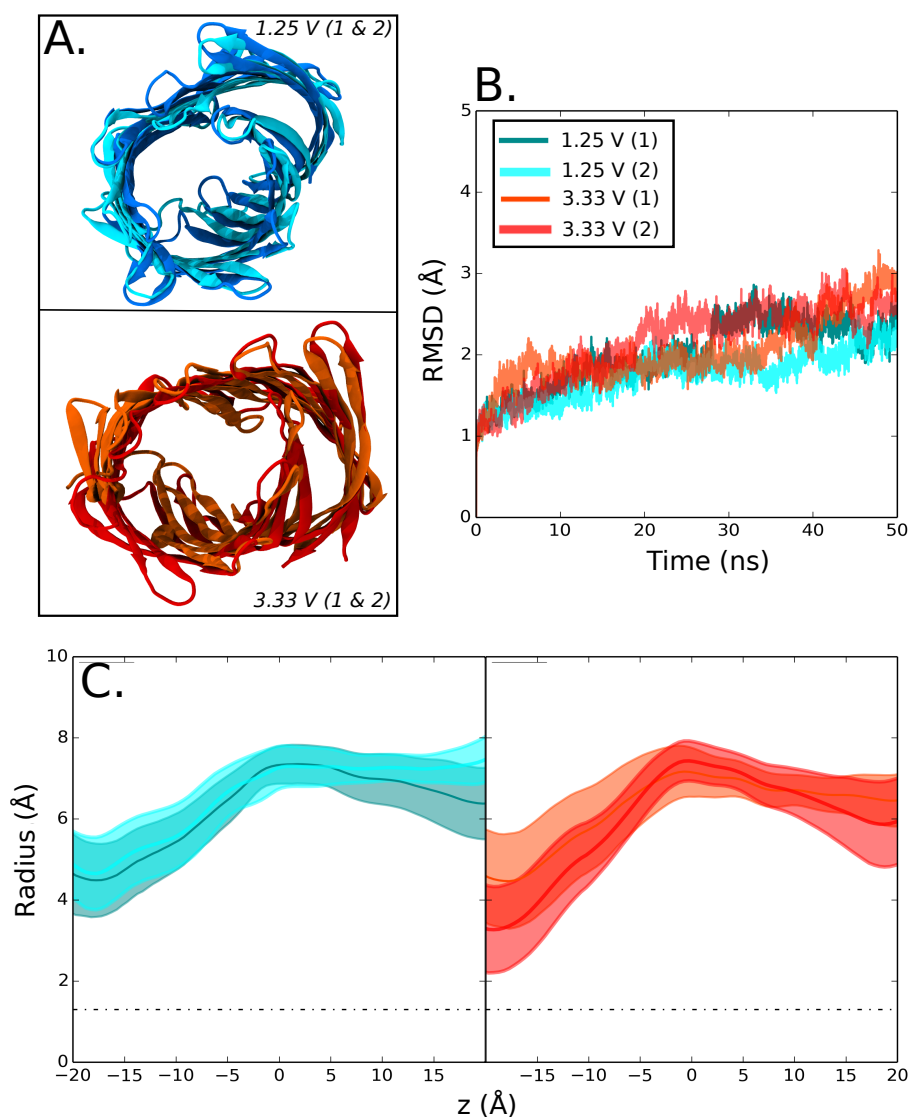 A.
1.25 V (1 & 2)
3.33 V (1 & 2)
B.
5
4
3
2
1
0
RMSD (Å)
1.25 V (1)
1.25 V (2)
3.33 V (1)
3.33 V (2)
0 10 20 30 40 50
Time (ns)
C.
10
8
6
4
2
0
Radius (Å)
−20 −15 −10 −5 0 5 10 15 20
−15 −10 −5 0 5 10 15 20
z (Å)